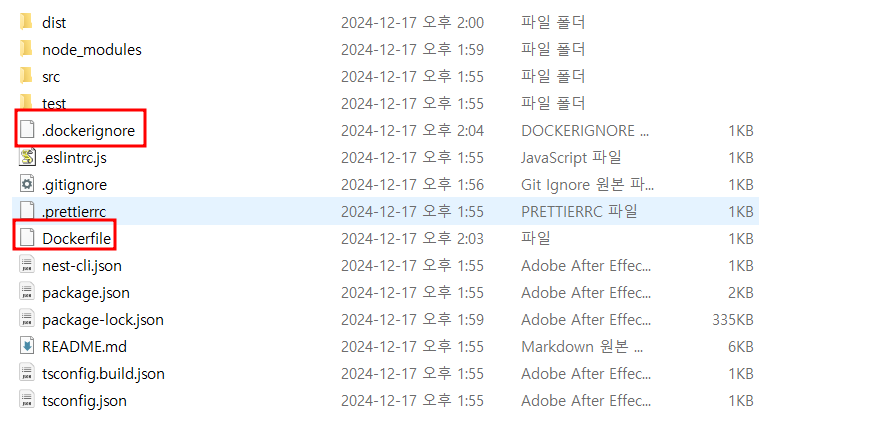 dist 2024-12-17 오후 2:00 파일 폴더
node_modules 2024-12-17 오후 1:59 파일 폴더
src 2024-12-17 오후 1:55 파일 폴더
test 2024-12-17 오후 1:55 파일 폴더
.dockerignore 2024-12-17 오후 2:04 DOCKERIGNORE ... 1KB
.eslintrc.js 2024-12-17 오후 1:55 JavaScript 파일 1KB
.gitignore 2024-12-17 오후 1:56 Git Ignore 원본 파... 1KB
.prettierrc 2024-12-17 오후 1:55 PRETTIERRC 파일 1KB
Dockerfile 2024-12-17 오후 2:03 파일 1KB
nest-cli.json 2024-12-17 오후 1:55 Adobe After Effec... 1KB
package.json 2024-12-17 오후 1:55 Adobe After Effec... 2KB
package-lock.json 2024-12-17 오후 1:59 Adobe After Effec... 335KB
README.md 2024-12-17 오후 1:55 Markdown 원본 ... 6KB
tsconfig.build.json 2024-12-17 오후 1:55 Adobe After Effec... 1KB
tsconfig.json 2024-12-17 오후 1:55 Adobe After Effec... 1KB